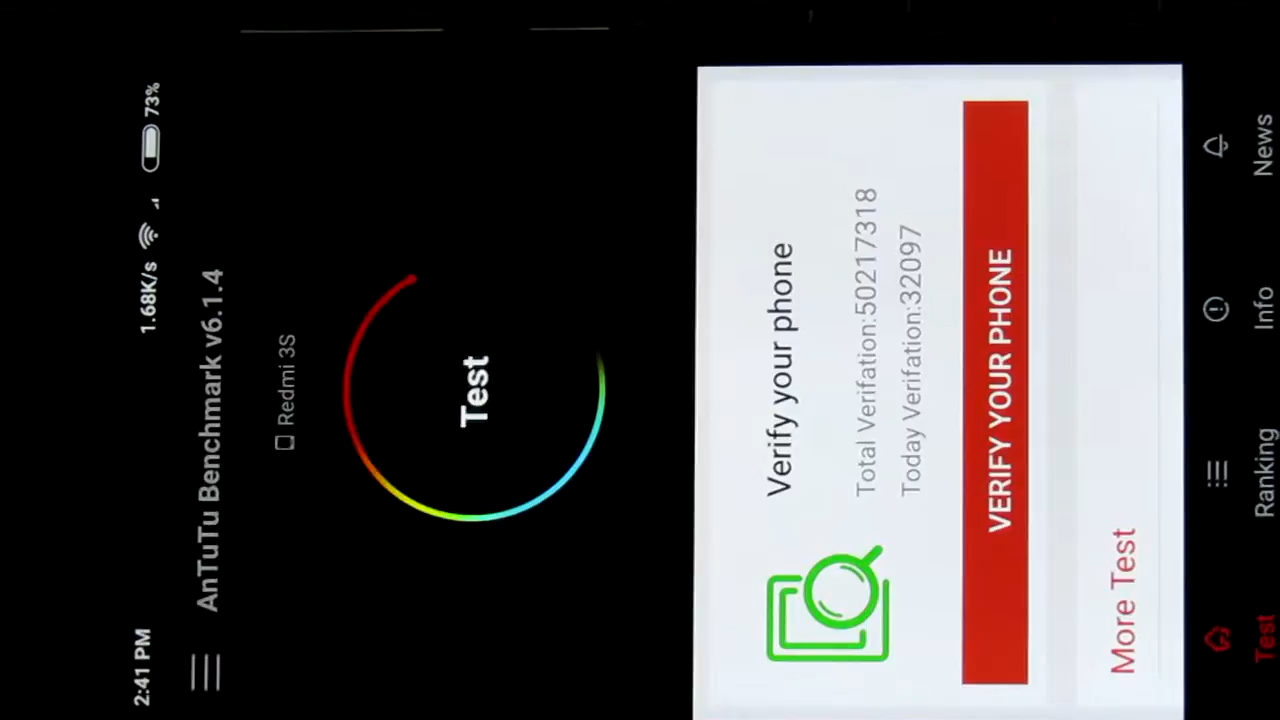 2:41 PM 1.68K/s 73%
AnTuTu Benchmark v6.1.4
Redmi 3S
Test
Verify your phone
Total Verifation:50217318
Today Verifation:32097
VERIFY YOUR PHONE
More Test
Test Ranking Info News